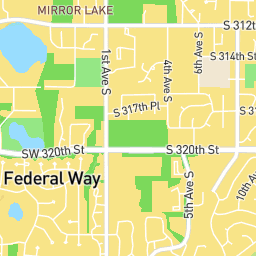 MIRROR LAKE
S 312th
1st Ave S
4th Ave S
6th Ave S
S 314th St
S 317th Pl
SW 320th St
S 320th St
Federal Way
5th Ave S
10th Av